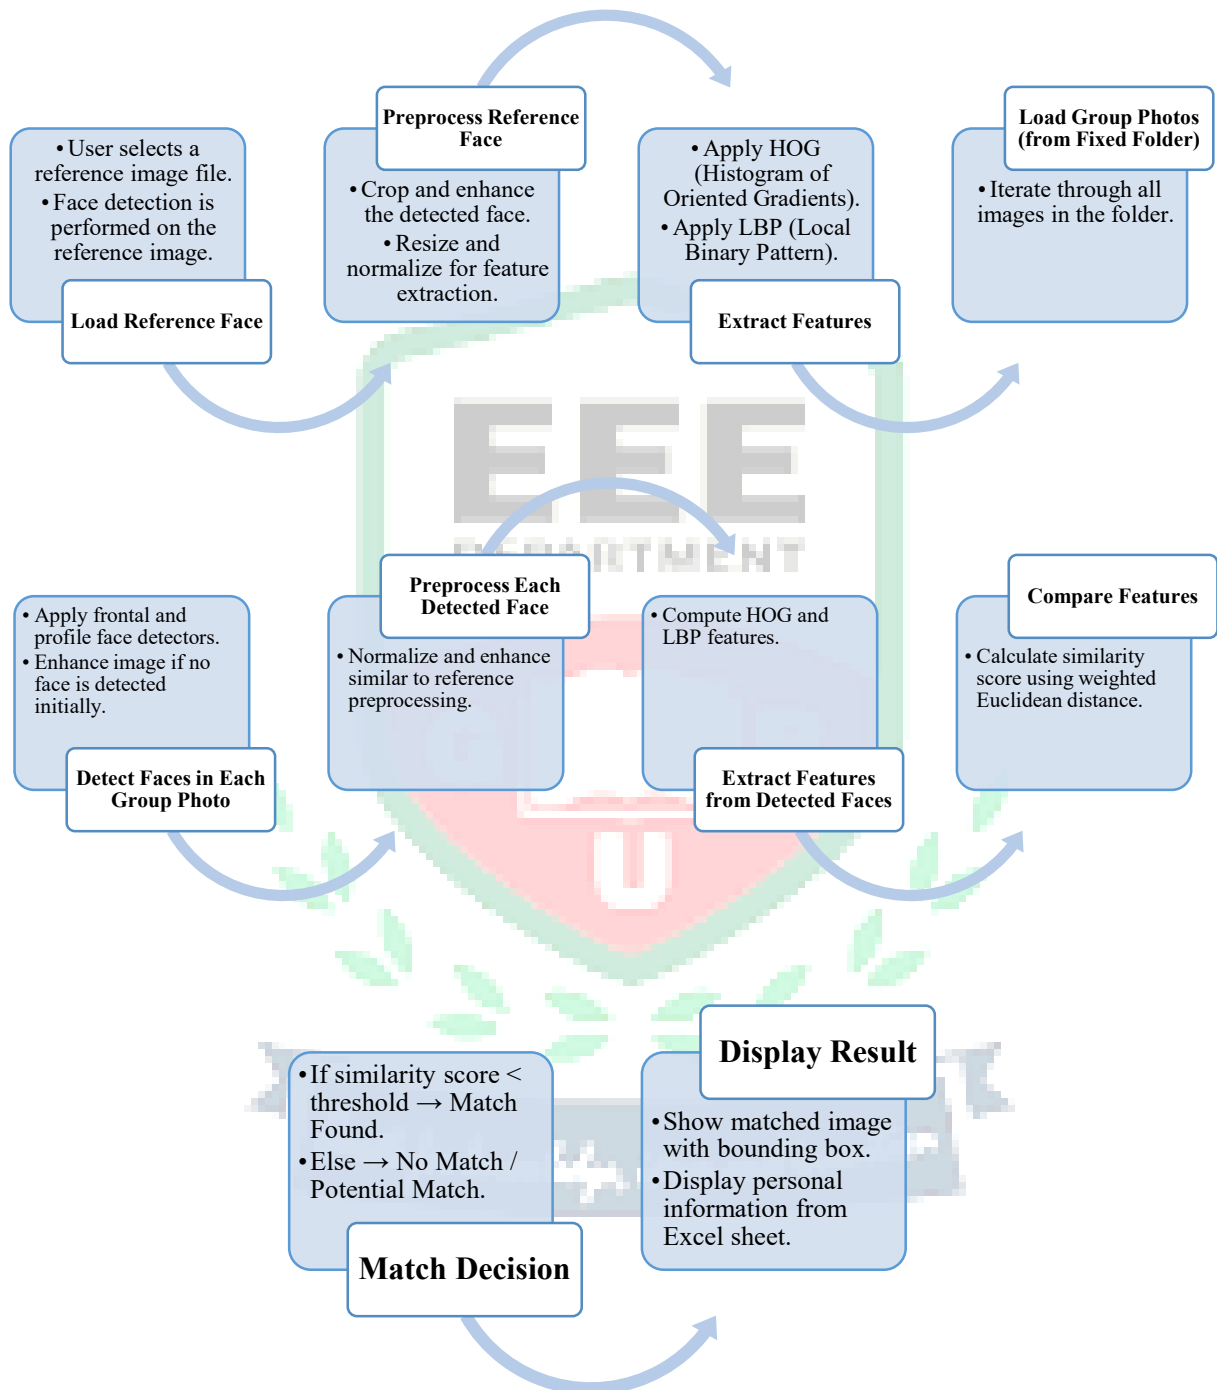 • User selects a
reference image file.
• Face detection is
performed on the
reference image.
Load Reference Face
Preprocess Reference
Face
• Crop and enhance
the detected face.
• Resize and
normalize for feature
extraction.
• Apply HOG
(Histogram of
Oriented Gradients).
• Apply LBP (Local
Binary Pattern).
Extract Features
Load Group Photos
(from Fixed Folder)
• Iterate through all
images in the folder.
EEE
DEPARTMENT
• Apply frontal and
profile face detectors.
• Enhance image if no
face is detected
initially.
Detect Faces in Each
Group Photo
Preprocess Each
Detected Face
• Normalize and enhance
similar to reference
preprocessing.
• Compute HOG and
LBP features.
Extract Features
from Detected Faces
Compare Features
• Calculate similarity
score using weighted
Euclidean distance.
G U B
• If similarity score <
threshold → Match
Found.
• Else → No Match /
Potential Match.
Match Decision
Display Result
• Show matched image
with bounding box.
• Display personal
information from
Excel sheet.